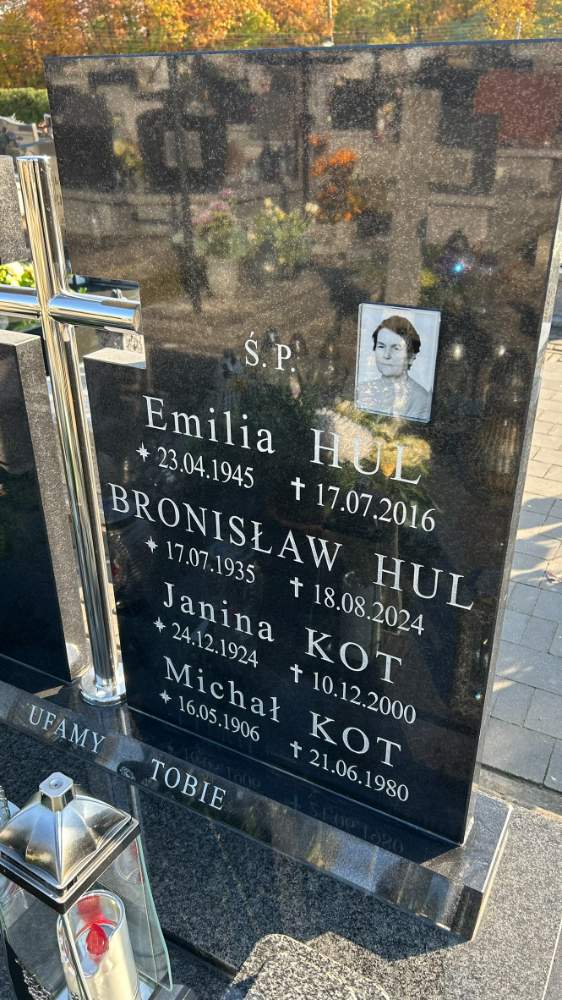 Ś.P.
Emilia HUL
* 23.04.1945 † 17.07.2016
BRONISŁAW HUL
* 17.07.1935 † 18.08.2024
Janina KOT
* 24.12.1924 † 10.12.2000
Michał KOT
* 16.05.1906 † 21.06.1980
UFAMY TOBIE